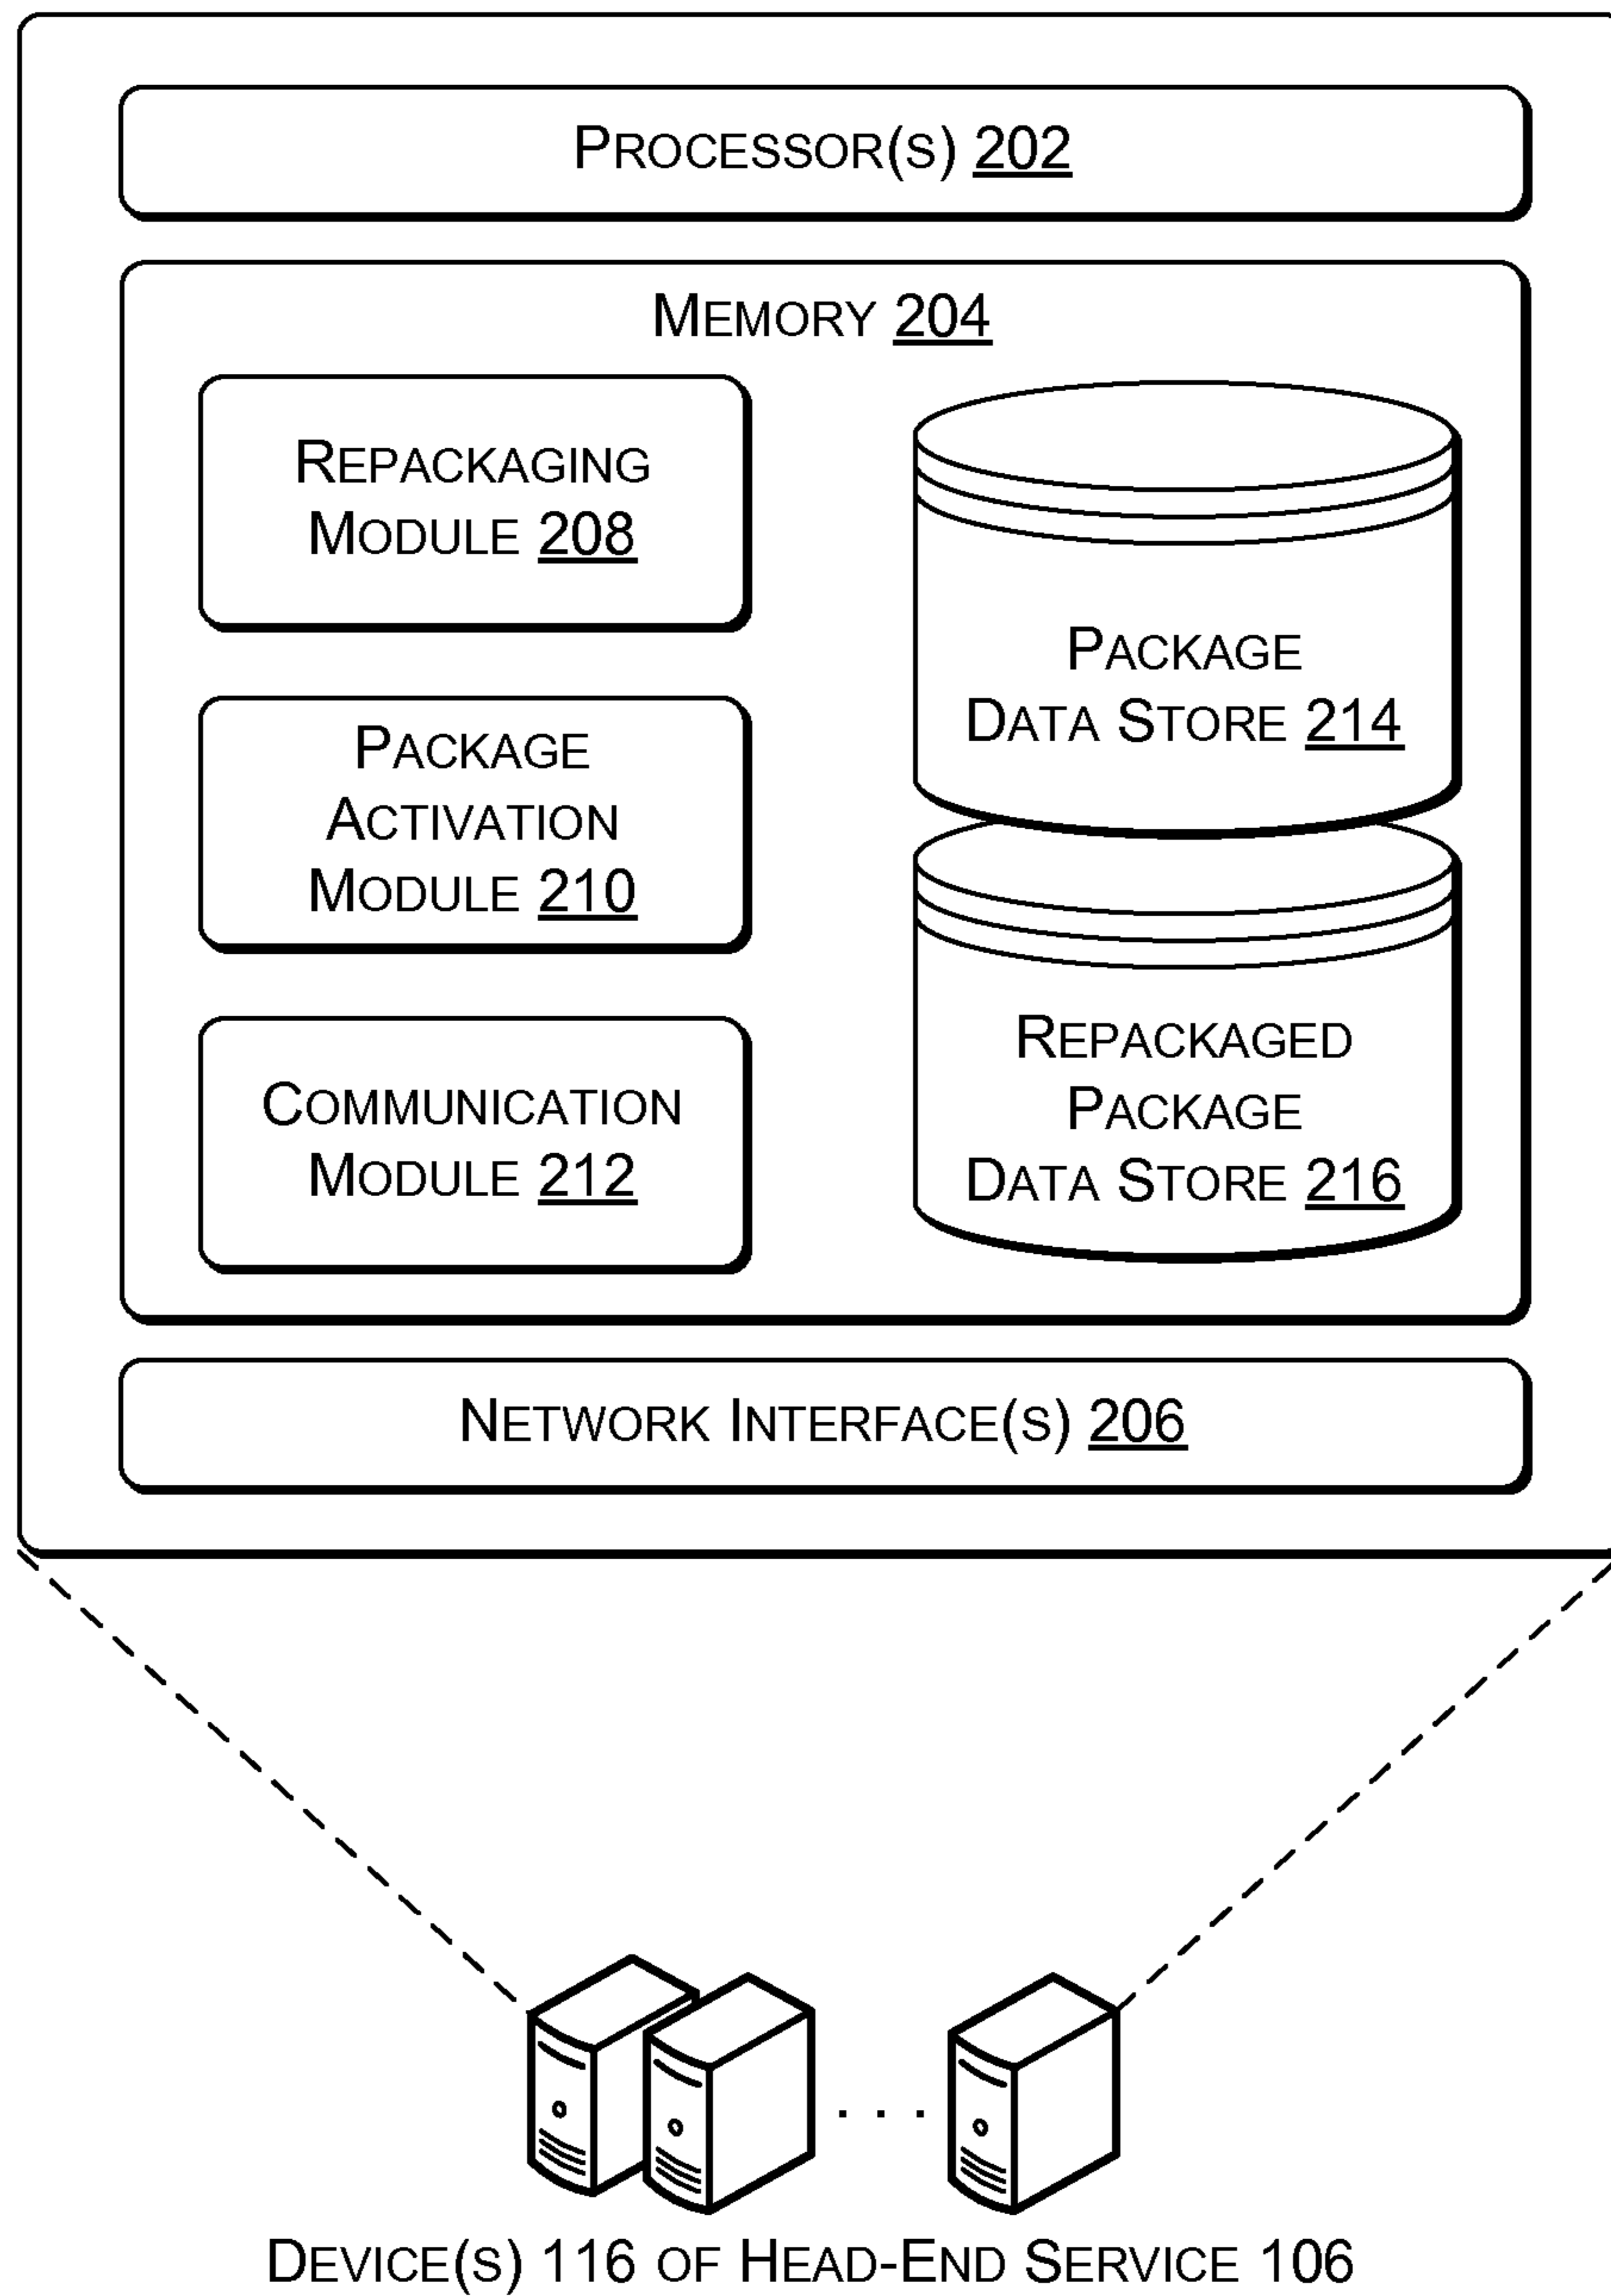 PROCESSOR(S) 202
MEMORY 204
REPACKAGING
MODULE 208
PACKAGE
ACTIVATION
MODULE 210
COMMUNICATION
MODULE 212
PACKAGE
DATA STORE 214
REPACKAGED
PACKAGE
DATA STORE 216
NETWORK INTERFACE(S) 206
. . .
DEVICE(S) 116 OF HEAD-END SERVICE 106